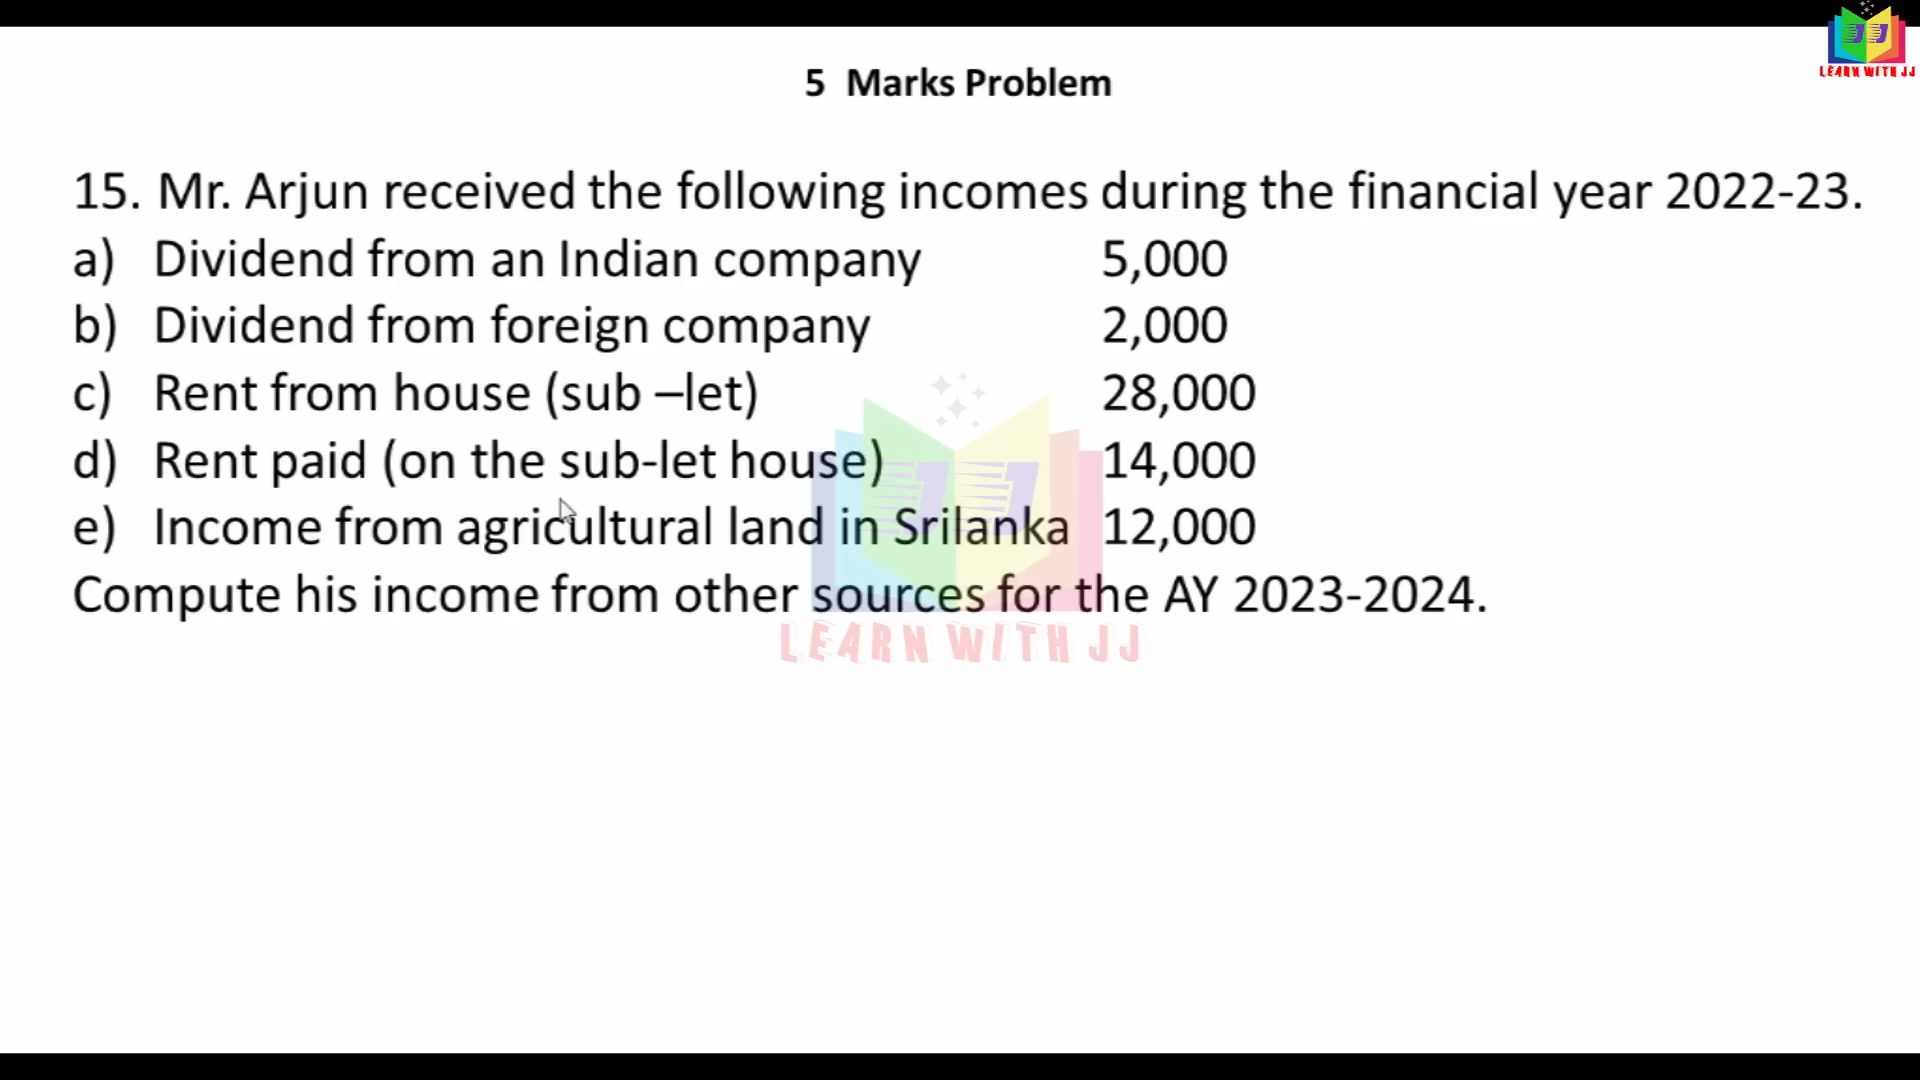 LEARN WITH JJ
5 Marks Problem
15. Mr. Arjun received the following incomes during the financial year 2022-23.
a) Dividend from an Indian company 5,000
b) Dividend from foreign company 2,000
c) Rent from house (sub –let) 28,000
d) Rent paid (on the sub-let house) 14,000
e) Income from agricultural land in Srilanka 12,000
Compute his income from other sources for the AY 2023-2024.
LEARN WITH JJ